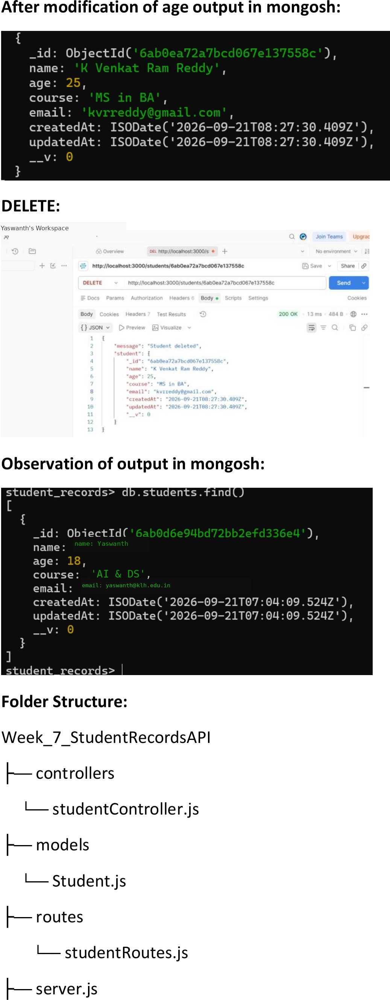 After modification of age output in mongosh:
{
_id: ObjectId('6ab0ea72a7bcd067e137558c'),
name: 'K Venkat Ram Reddy',
age: 25,
course: 'MS in BA',
email: 'kvrreddy@gmail.com',
createdAt: ISODate('2026-09-21T08:27:30.409Z'),
updatedAt: ISODate('2026-09-21T08:27:30.409Z'),
__v: 0
}
DELETE:
Yaswanth's Workspace
Join Teams Upgrac
Overview DEL http://localhost:3000/s No environment
http://localhost:3000/students/6ab0ea72a7bcd067e137558c Save Share
DELETE http://localhost:3000/students/6ab0ea72a7bcd067e137558c Send
Docs Params Authorization Headers 6 Body Scripts Settings Cookies
Body Cookies Headers 7 Test Results 200 OK 13 ms 484 B
{} JSON Preview Visualize
1 {
2 "message": "Student deleted",
3 "student": {
4 "_id": "6ab0ea72a7bcd067e137558c",
5 "name": "K Venkat Ram Reddy",
6 "age": 25,
7 "course": "MS in BA",
8 "email": "kvrreddy@gmail.com",
9 "createdAt": "2026-09-21T08:27:30.409Z",
10 "updatedAt": "2026-09-21T08:27:30.409Z",
11 "__v": 0
12 }
13 }
Observation of output in mongosh:
student_records> db.students.find()
[
{
_id: ObjectId('6ab0d6e94bd72bb2efd336e4'),
name: name: Yaswanth
age: 18,
course: 'AI & DS',
email: email: yaswanth@klh.edu.in
createdAt: ISODate('2026-09-21T07:04:09.524Z'),
updatedAt: ISODate('2026-09-21T07:04:09.524Z'),
__v: 0
}
]
student_records>
Folder Structure:
Week_7_StudentRecordsAPI
├── controllers
└── studentController.js
├── models
└── Student.js
├── routes
└── studentRoutes.js
├── server.js